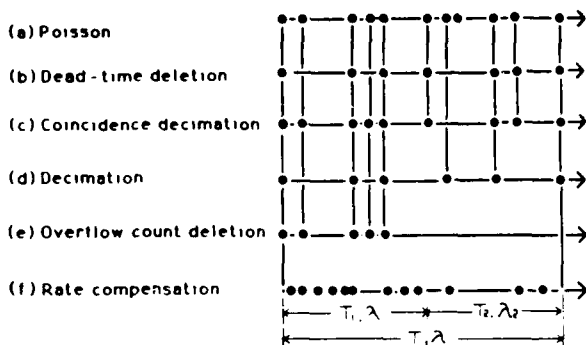 (a) Poisson
(b) Dead-time deletion
(c) Coincidence decimation
(d) Decimation
(e) Overflow count deletion
(f) Rate compensation
T₁, λ T₂, λ₂
T, λ